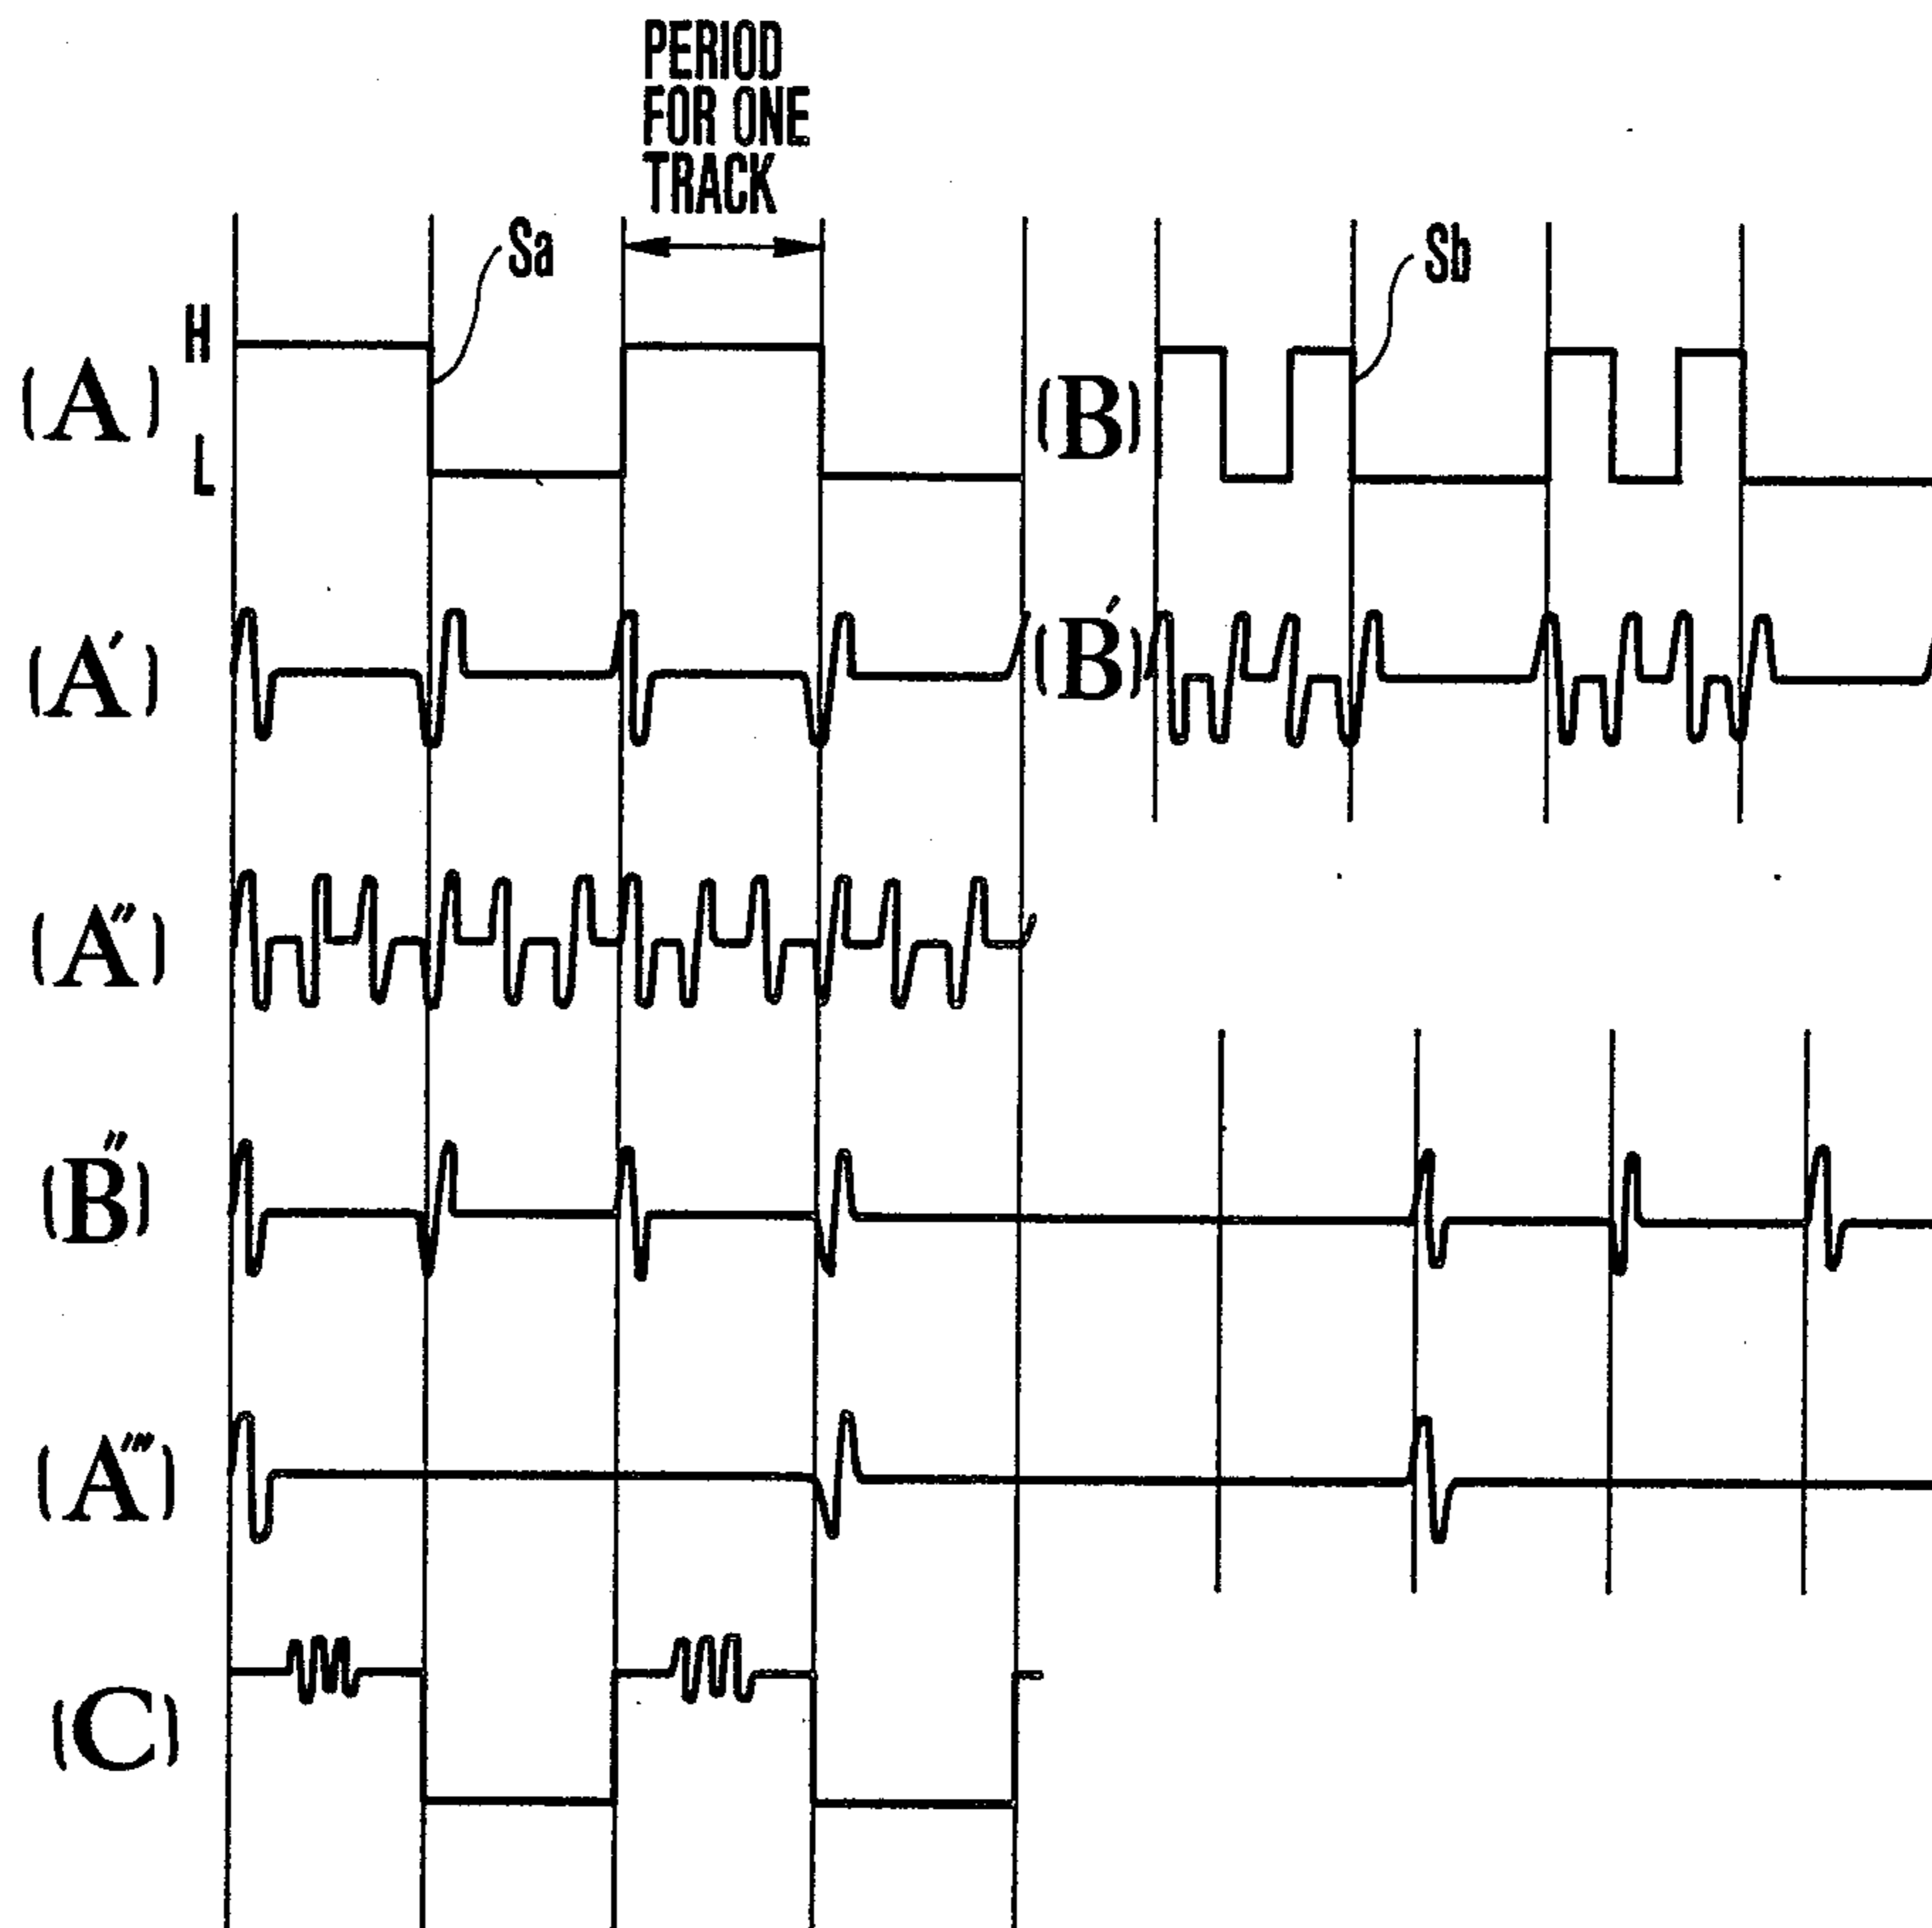 PERIOD
FOR ONE
TRACK
Sa
Sb
H
(A)
L
(B)
(A′)
(B′)
(A″)
(B″)
(A‴)
(C)